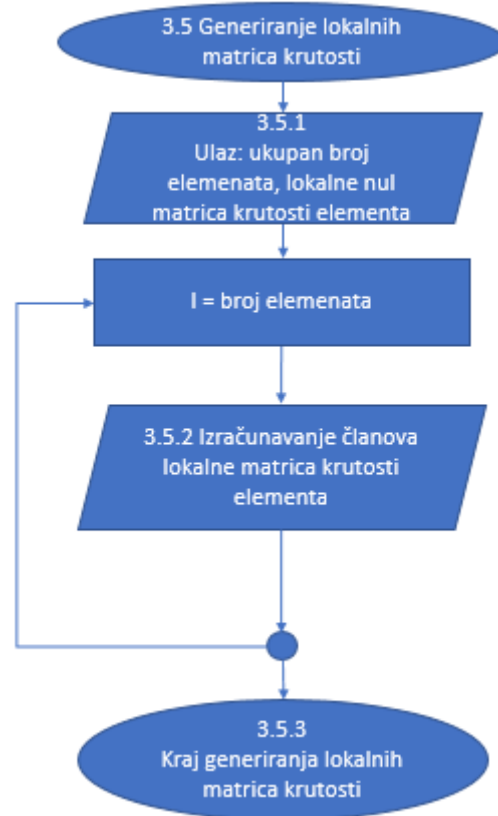 3.5 Generiranje lokalnih
matrica krutosti
3.5.1
Ulaz: ukupan broj
elemenata, lokalne nul
matrica krutosti elementa
I = broj elemenata
3.5.2 Izračunavanje članova
lokalne matrica krutosti
elementa
3.5.3
Kraj generiranja lokalnih
matrica krutosti